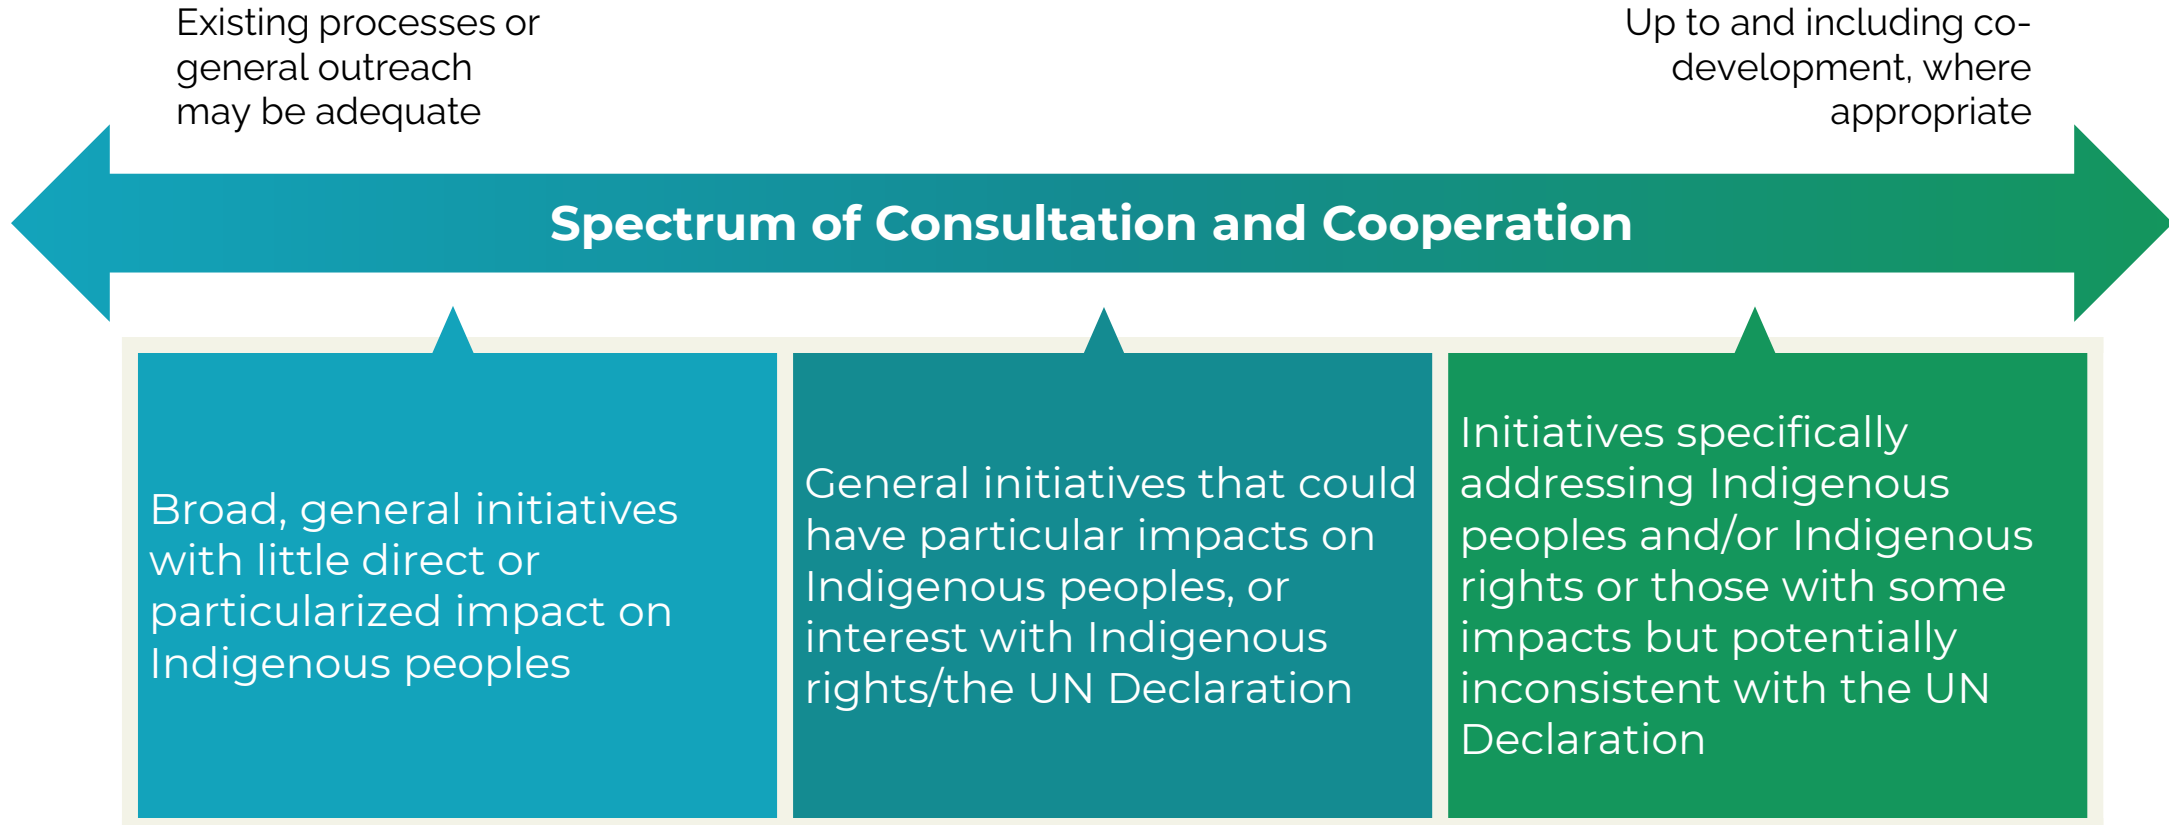 Existing processes or
general outreach
may be adequate
Up to and including co-
development, where
appropriate
Spectrum of Consultation and Cooperation
Broad, general initiatives
with little direct or
particularized impact on
Indigenous peoples
General initiatives that could
have particular impacts on
Indigenous peoples, or
interest with Indigenous
rights/the UN Declaration
Initiatives specifically
addressing Indigenous
peoples and/or Indigenous
rights or those with some
impacts but potentially
inconsistent with the UN
Declaration